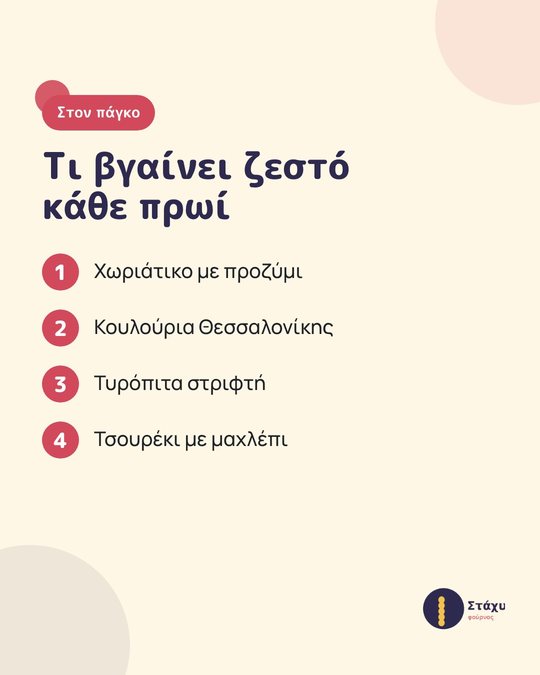 Στον πάγκο
Τι βγαίνει ζεστό
κάθε πρωί
1 Χωριάτικο με προζύμι
2 Κουλούρια Θεσσαλονίκης
3 Τυρόπιτα στριφτή
4 Τσουρέκι με μαχλέπι
Στάχυ
φούρνος